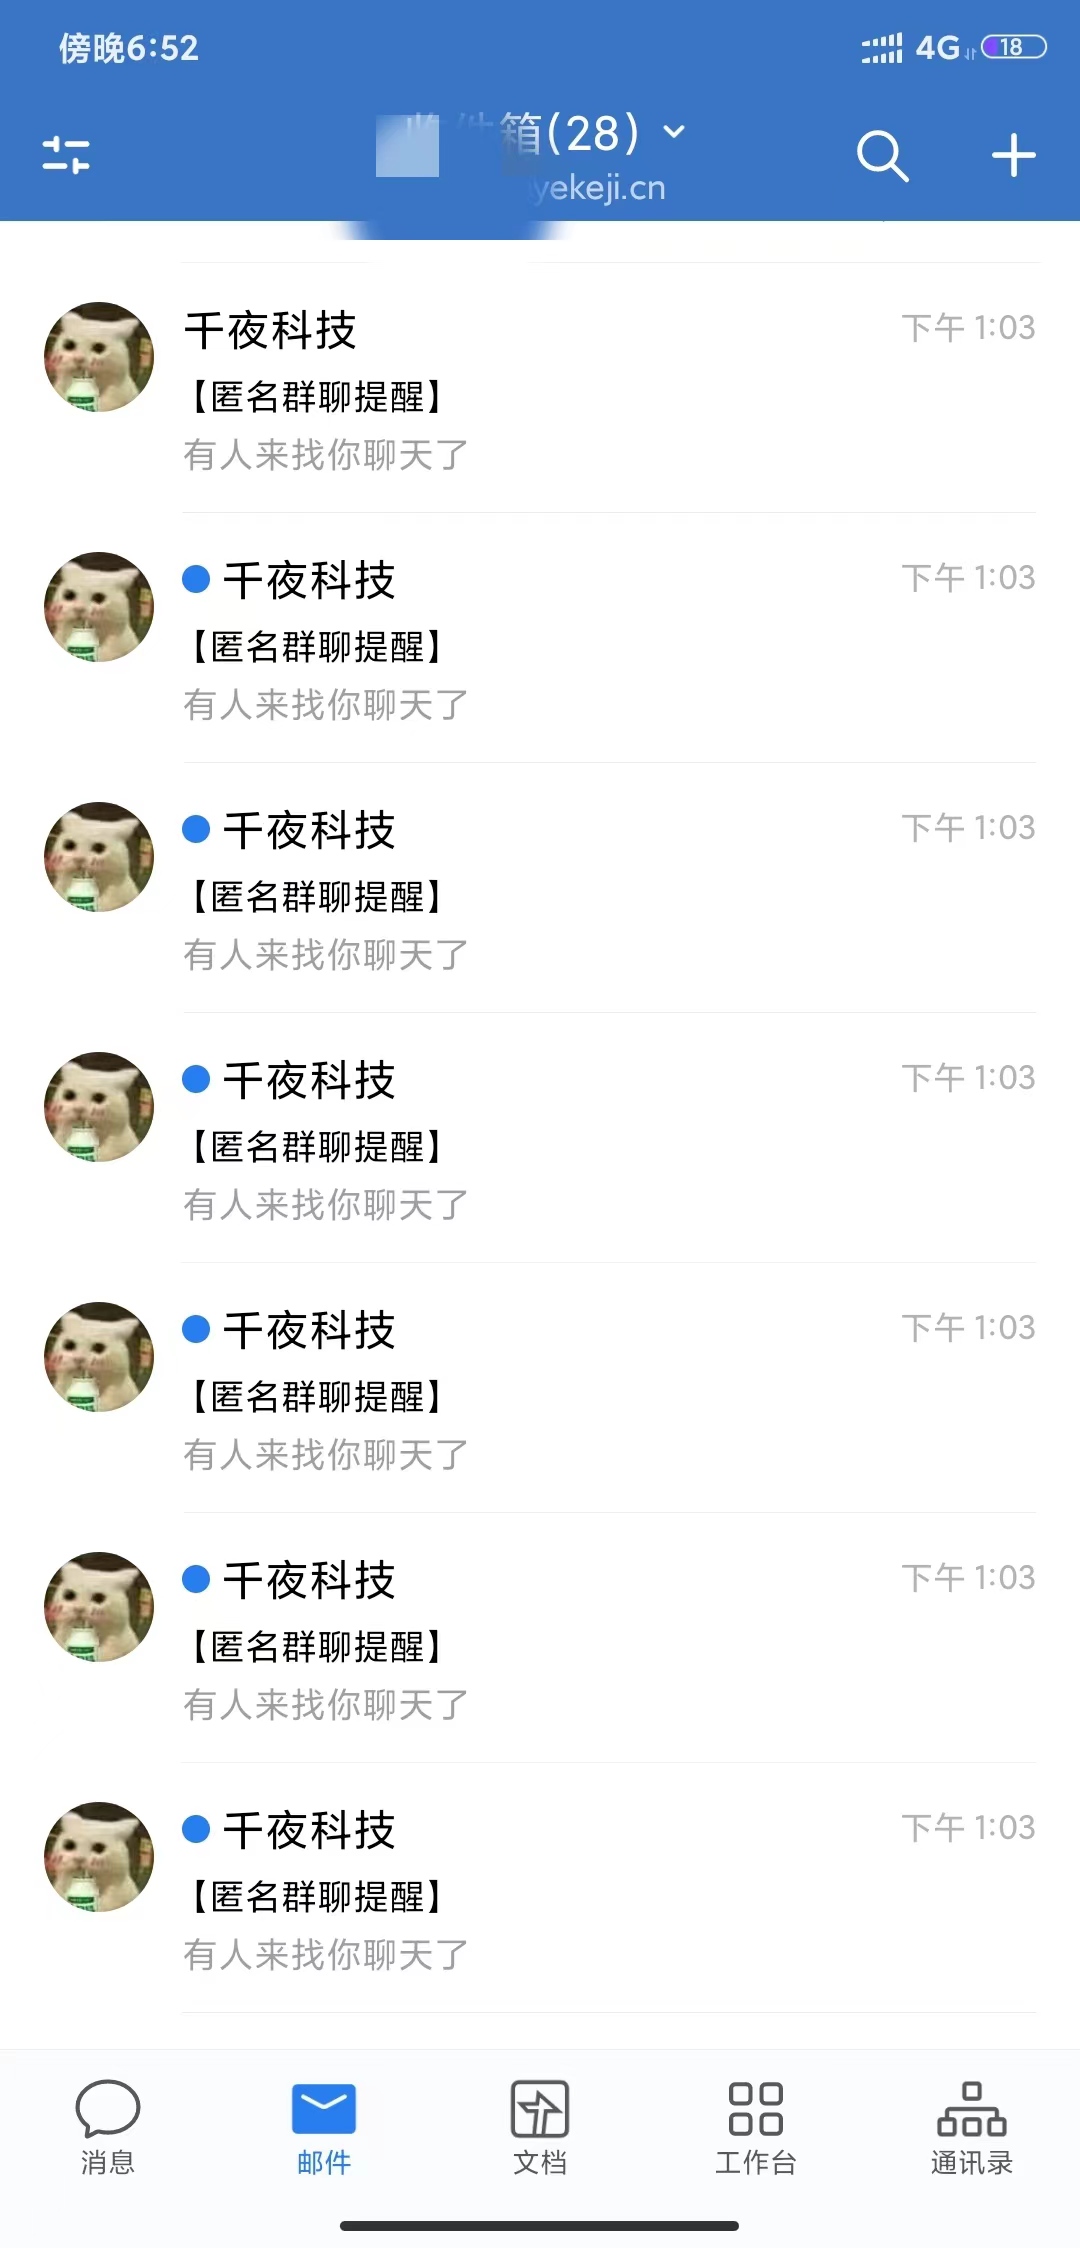 傍晚6:52
4G
18
箱(28)
yekeji.cn
千夜科技
下午 1:03
【匿名群聊提醒】
有人来找你聊天了
千夜科技
下午 1:03
【匿名群聊提醒】
有人来找你聊天了
千夜科技
下午 1:03
【匿名群聊提醒】
有人来找你聊天了
千夜科技
下午 1:03
【匿名群聊提醒】
有人来找你聊天了
千夜科技
下午 1:03
【匿名群聊提醒】
有人来找你聊天了
千夜科技
下午 1:03
【匿名群聊提醒】
有人来找你聊天了
千夜科技
下午 1:03
【匿名群聊提醒】
有人来找你聊天了
消息
邮件
文档
工作台
通讯录